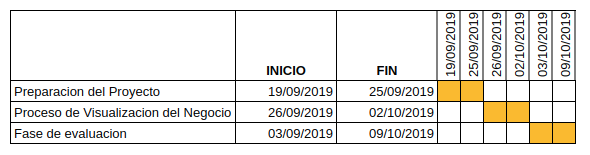 INICIO FIN 19/09/2019 25/09/2019 26/09/2019 02/10/2019 03/10/2019 09/10/2019
Preparacion del Proyecto 19/09/2019 25/09/2019
Proceso de Visualizacion del Negocio 26/09/2019 02/10/2019
Fase de evaluacion 03/09/2019 09/10/2019